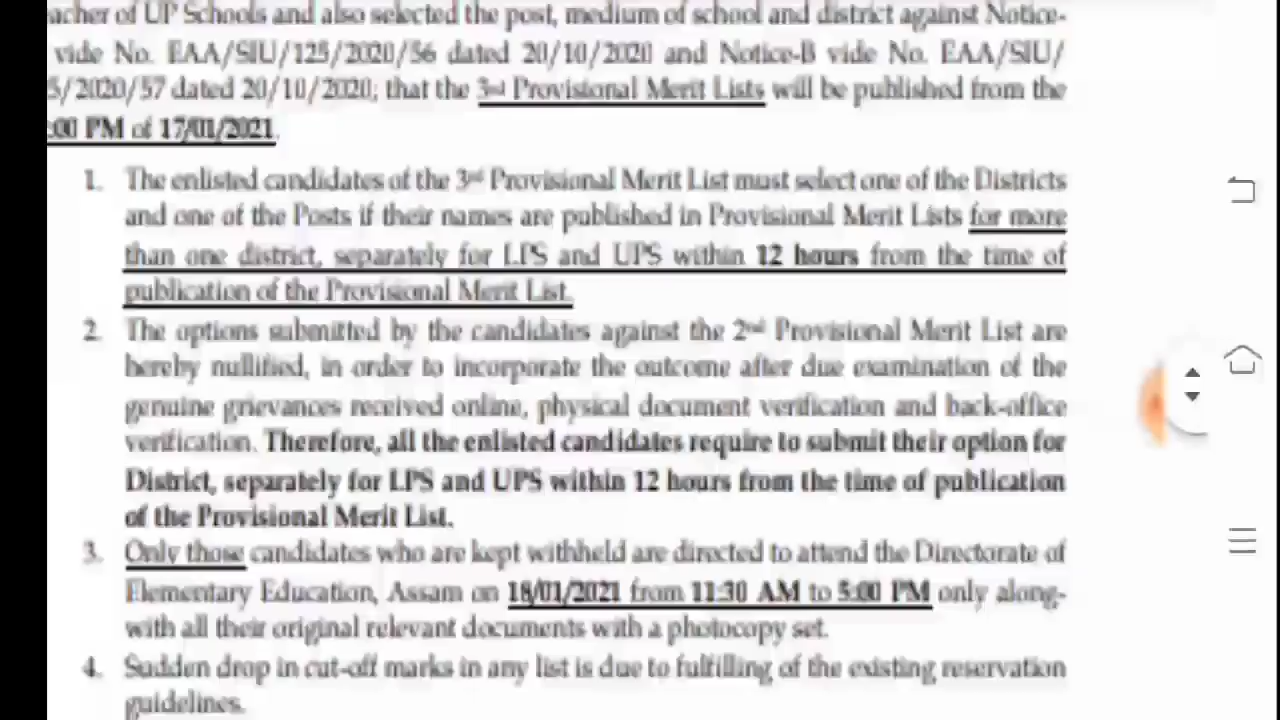 acher of UP Schools and also selected the post, medium of school and district against Notice-
vide No. EAA/SIU/125/2020/56 dated 20/10/2020 and Notice-B vide No. EAA/SIU/
5/2020/57 dated 20/10/2020; that the 3rd Provisional Merit Lists will be published from the
:00 PM of 17/01/2021.
1. The enlisted candidates of the 3rd Provisional Merit List must select one of the Districts
and one of the Posts if their names are published in Provisional Merit Lists for more
than one district, separately for LPS and UPS within 12 hours from the time of
publication of the Provisional Merit List.
2. The options submitted by the candidates against the 2nd Provisional Merit List are
hereby nullified, in order to incorporate the outcome after due examination of the
genuine grievances received online, physical document verification and back-office
verification. Therefore, all the enlisted candidates require to submit their option for
District, separately for LPS and UPS within 12 hours from the time of publication
of the Provisional Merit List.
3. Only those candidates who are kept withheld are directed to attend the Directorate of
Elementary Education, Assam on 18/01/2021 from 11:30 AM to 5:00 PM only along-
with all their original relevant documents with a photocopy set.
4. Sudden drop in cut-off marks in any list is due to fulfilling of the existing reservation
guidelines.